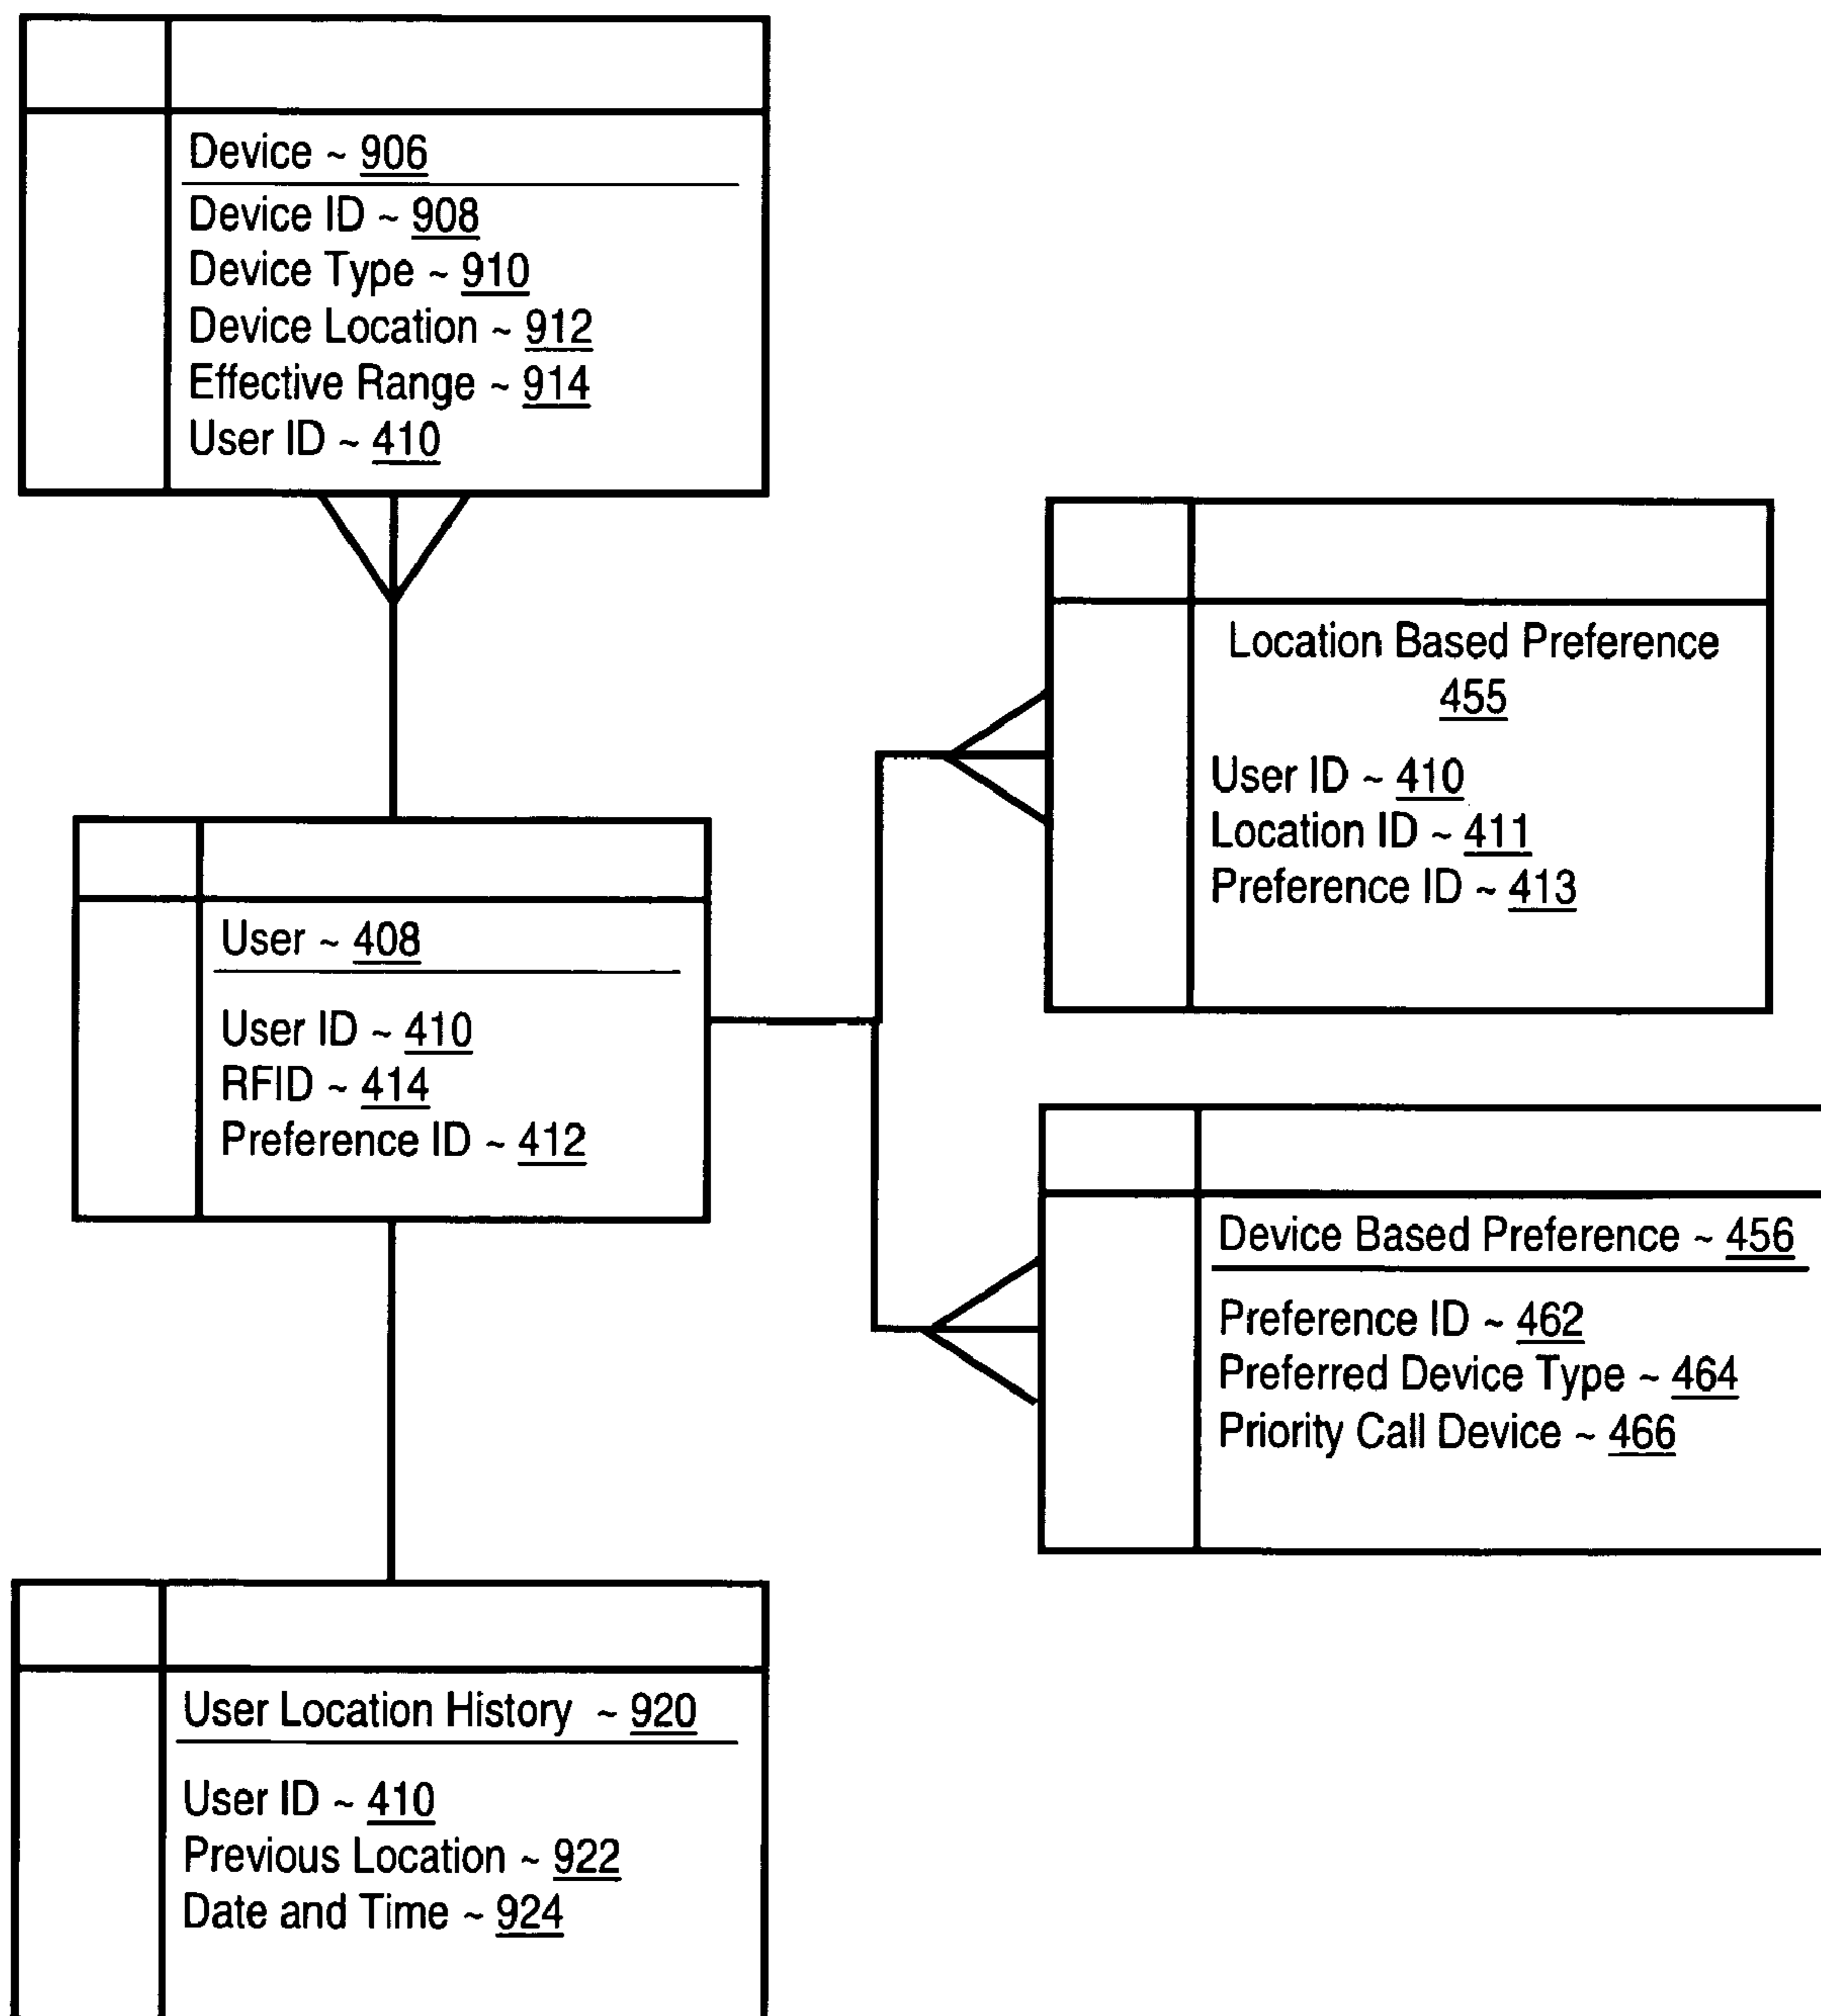 Device ~ 906
Device ID ~ 908
Device Type ~ 910
Device Location ~ 912
Effective Range ~ 914
User ID ~ 410
Location Based Preference
455
User ID ~ 410
Location ID ~ 411
Preference ID ~ 413
User ~ 408
User ID ~ 410
RFID ~ 414
Preference ID ~ 412
Device Based Preference ~ 456
Preference ID ~ 462
Preferred Device Type ~ 464
Priority Call Device ~ 466
User Location History ~ 920
User ID ~ 410
Previous Location ~ 922
Date and Time ~ 924